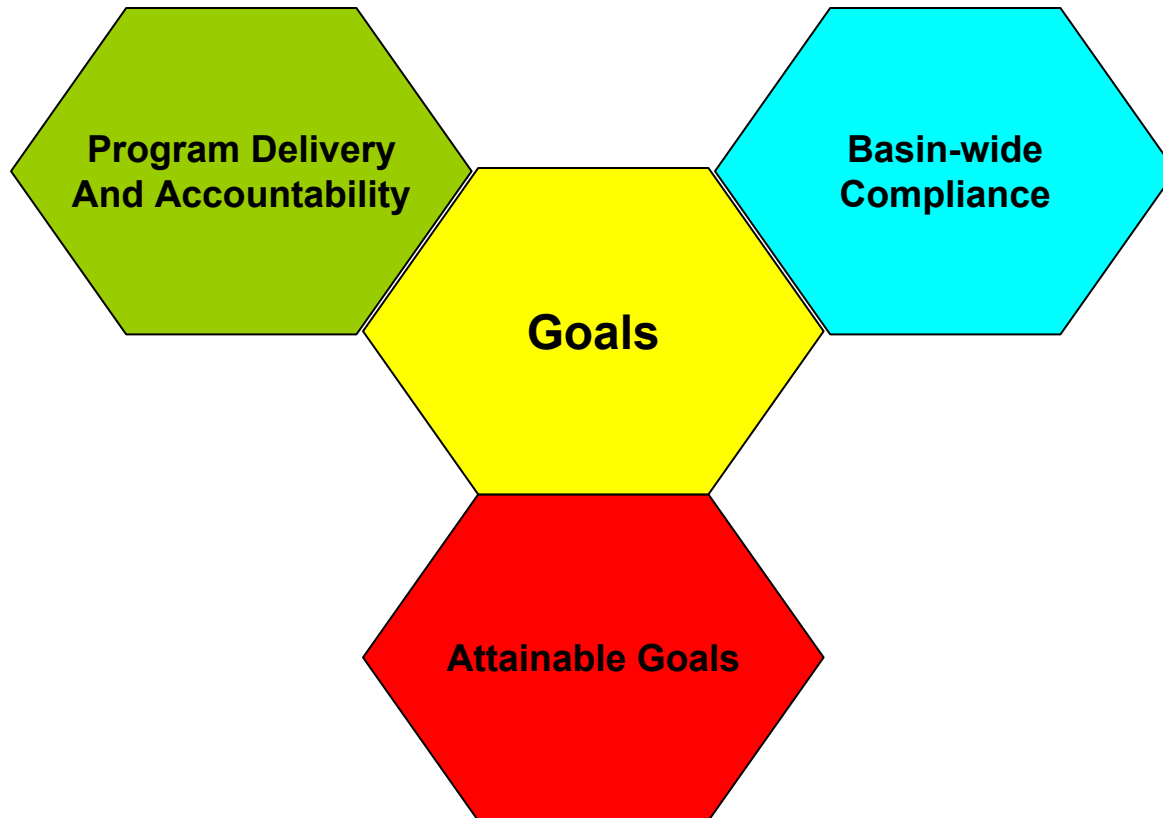 Program Delivery
And Accountability
Basin-wide
Compliance
Goals
Attainable Goals